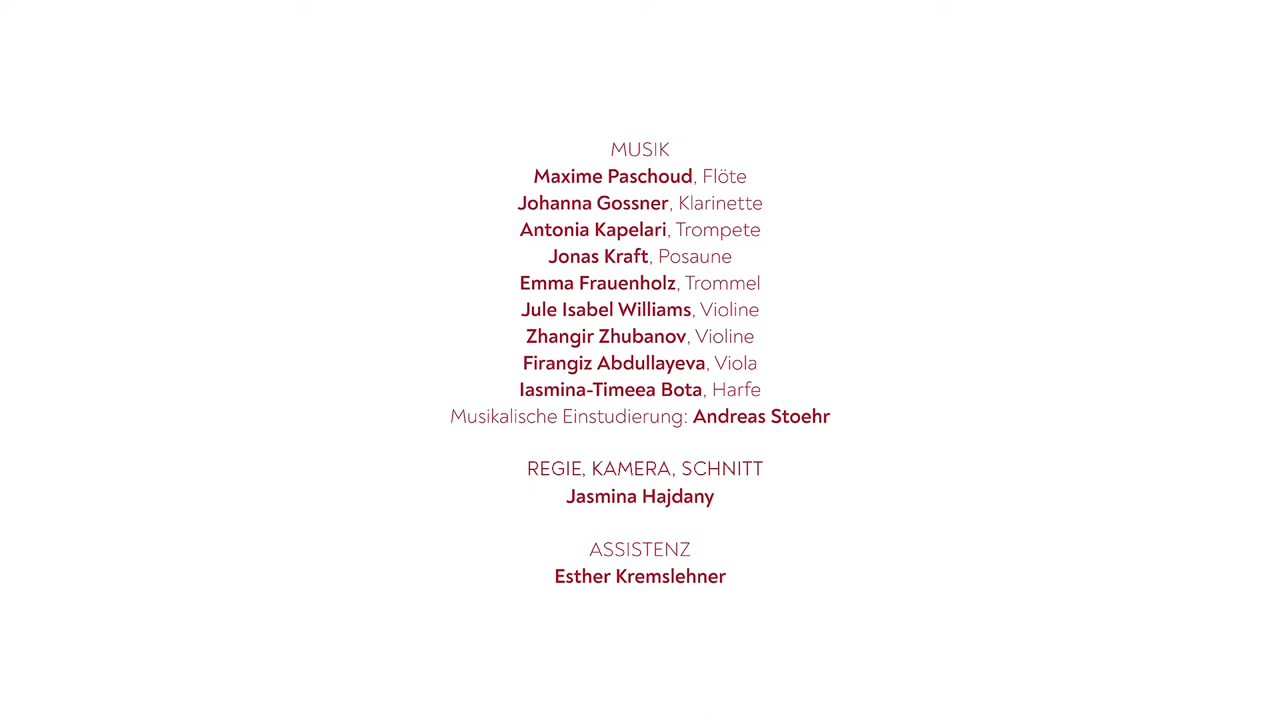 MUSIK
Maxime Paschoud, Flöte
Johanna Gossner, Klarinette
Antonia Kapelari, Trompete
Jonas Kraft, Posaune
Emma Frauenholz, Trommel
Jule Isabel Williams, Violine
Zhangir Zhubanov, Violine
Firangiz Abdullayeva, Viola
Iasmina-Timeea Bota, Harfe
Musikalische Einstudierung: Andreas Stoehr
REGIE, KAMERA, SCHNITT
Jasmina Hajdany
ASSISTENZ
Esther Kremslehner